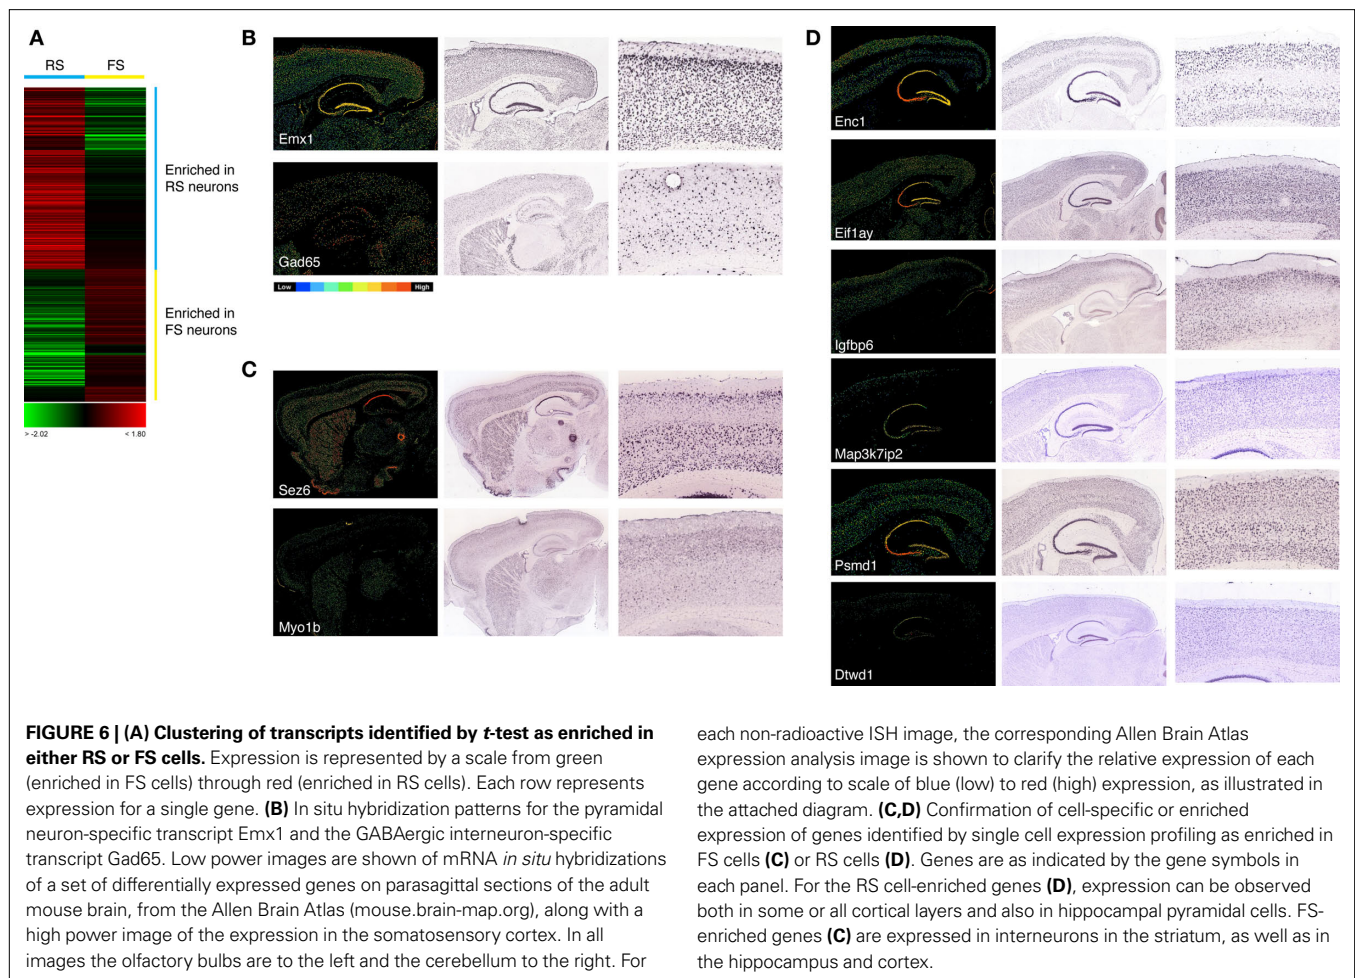 A
RS
FS
Enriched in
RS neurons
Enriched in
FS neurons
> -2.02
< 1.80
B
Emx1
Gad65
Low
High
C
Sez6
Myo1b
D
Enc1
Eif1ay
Igfbp6
Map3k7ip2
Psmd1
Dtwd1
FIGURE 6 | (A) Clustering of transcripts identified by t-test as enriched in
either RS or FS cells. Expression is represented by a scale from green
(enriched in FS cells) through red (enriched in RS cells). Each row represents
expression for a single gene. (B) In situ hybridization patterns for the pyramidal
neuron-specific transcript Emx1 and the GABAergic interneuron-specific
transcript Gad65. Low power images are shown of mRNA in situ hybridizations
of a set of differentially expressed genes on parasagittal sections of the adult
mouse brain, from the Allen Brain Atlas (mouse.brain-map.org), along with a
high power image of the expression in the somatosensory cortex. In all
images the olfactory bulbs are to the left and the cerebellum to the right. For
each non-radioactive ISH image, the corresponding Allen Brain Atlas
expression analysis image is shown to clarify the relative expression of each
gene according to scale of blue (low) to red (high) expression, as illustrated in
the attached diagram. (C,D) Confirmation of cell-specific or enriched
expression of genes identified by single cell expression profiling as enriched in
FS cells (C) or RS cells (D). Genes are as indicated by the gene symbols in
each panel. For the RS cell-enriched genes (D), expression can be observed
both in some or all cortical layers and also in hippocampal pyramidal cells. FS-
enriched genes (C) are expressed in interneurons in the striatum, as well as in
the hippocampus and cortex.